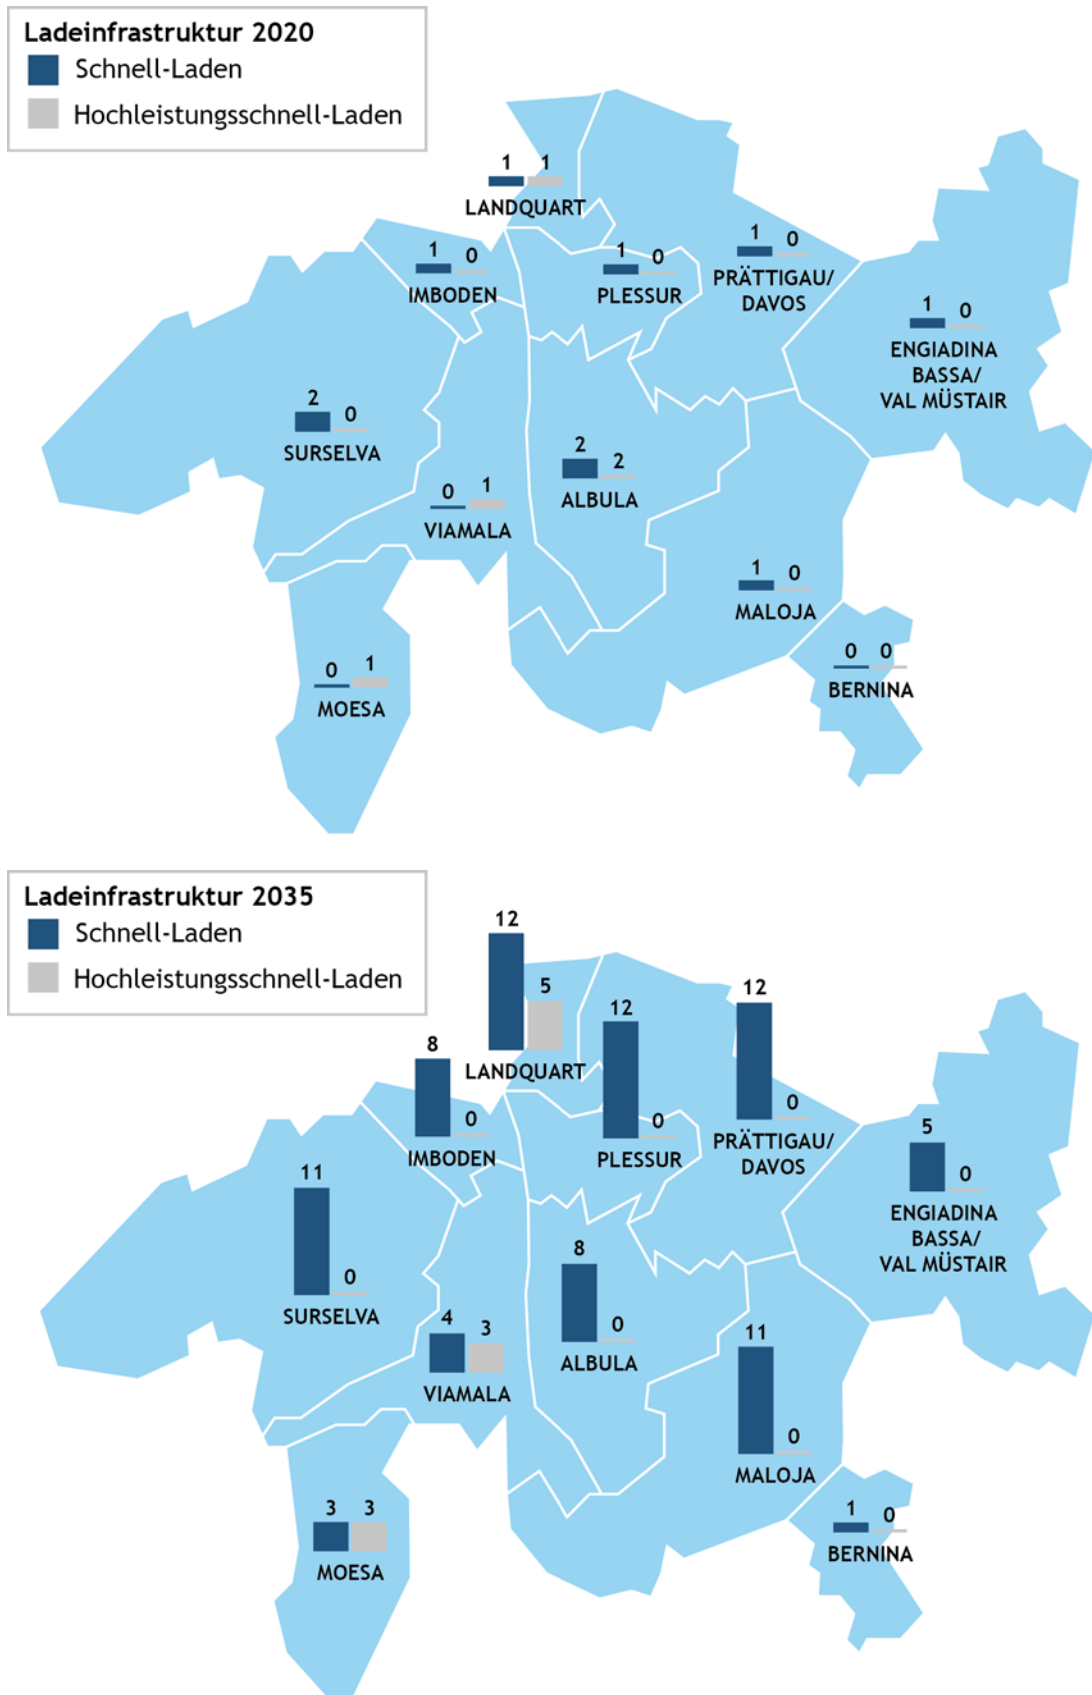 Ladeinfrastruktur 2020
Schnell-Laden
Hochleistungsschnell-Laden
1 1
LANDQUART
1 0
IMBODEN
1 0
PLESSUR
1 0
PRÄTTIGAU/
DAVOS
1 0
ENGIADINA
BASSA/
VAL MÜSTAIR
2 0
SURSELVA
0 1
VIAMALA
2 2
ALBULA
1 0
MALOJA
0 0
BERNINA
0 1
MOESA
Ladeinfrastruktur 2035
Schnell-Laden
Hochleistungsschnell-Laden
12 5
LANDQUART
8 0
IMBODEN
12 0
PLESSUR
12 0
PRÄTTIGAU/
DAVOS
5 0
ENGIADINA
BASSA/
VAL MÜSTAIR
11 0
SURSELVA
4 3
VIAMALA
8 0
ALBULA
11 0
MALOJA
1 0
BERNINA
3 3
MOESA